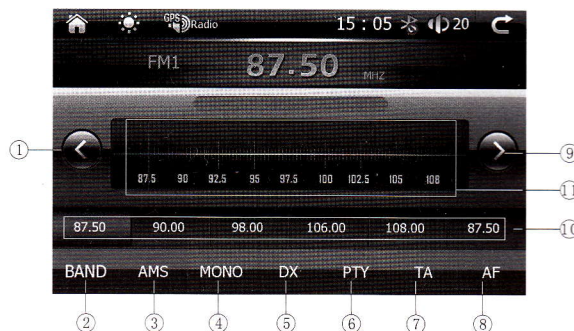 GPS Radio 15:05 20
FM1 87.50 MHZ
① ⑨
87.5 90 92.5 95 97.5 100 102.5 105 108
⑪
87.50 90.00 98.00 106.00 108.00 87.50 ⑩
BAND AMS MONO DX PTY TA AF
② ③ ④ ⑤ ⑥ ⑦ ⑧